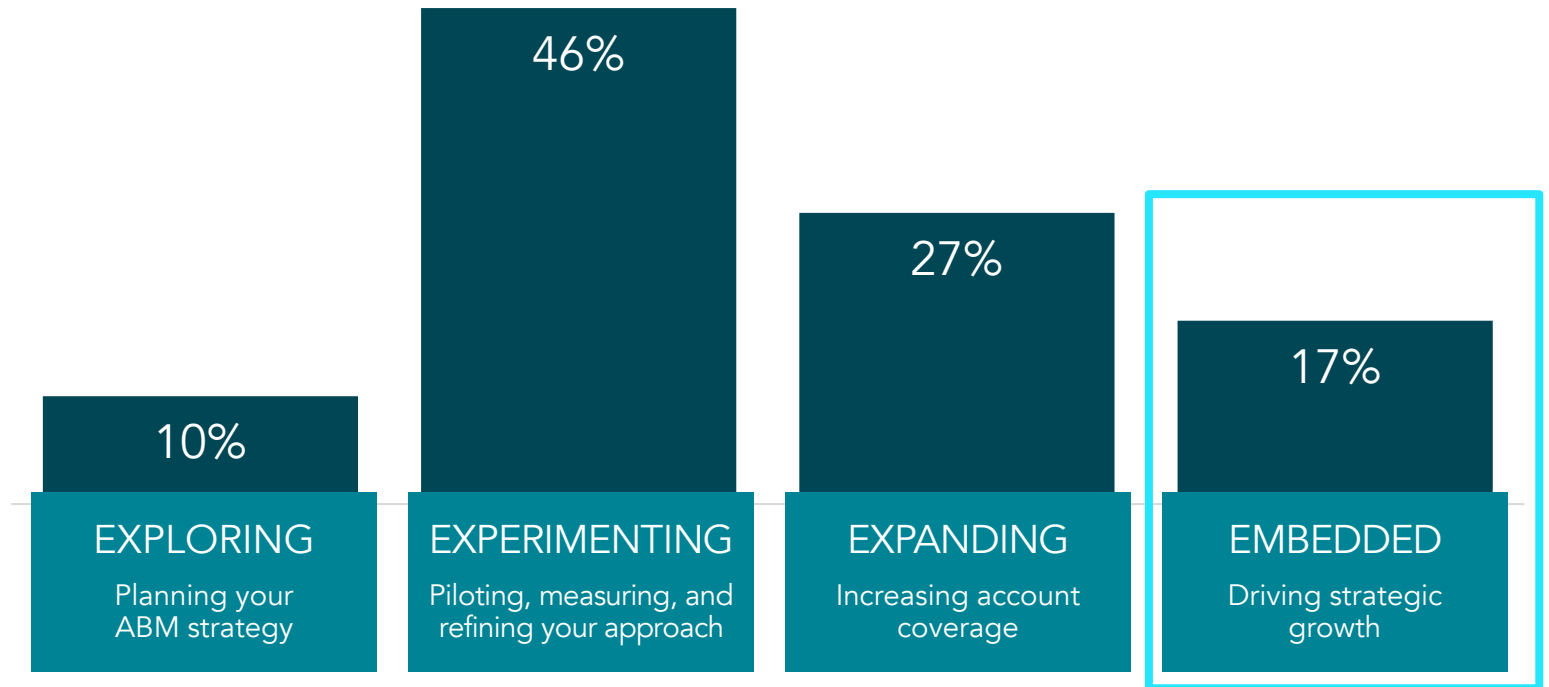 10%
46%
27%
17%
EXPLORING
Planning your
ABM strategy
EXPERIMENTING
Piloting, measuring, and
refining your approach
EXPANDING
Increasing account
coverage
EMBEDDED
Driving strategic
growth